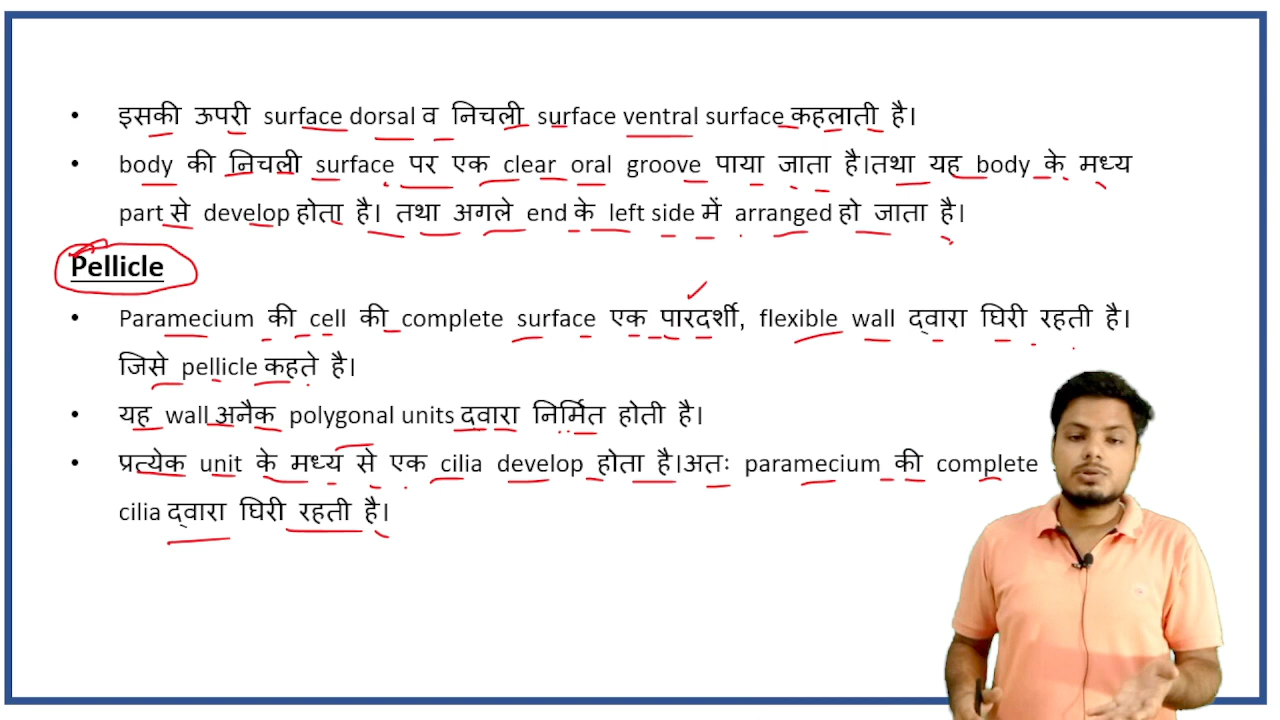 • इसकी ऊपरी surface dorsal व निचली surface ventral surface कहलाती है।
• body की निचली surface पर एक clear oral groove पाया जाता है।तथा यह body के मध्य
part से develop होता है। तथा अगले end के left side में arranged हो जाता है।
Pellicle
• Paramecium की cell की complete surface एक पारदर्शी, flexible wall द्वारा घिरी रहती है।
जिसे pellicle कहते है।
• यह wall अनैक polygonal units द्वारा निर्मित होती है।
• प्रत्येक unit के मध्य से एक cilia develop होता है।अतः paramecium की complete
cilia द्वारा घिरी रहती है।